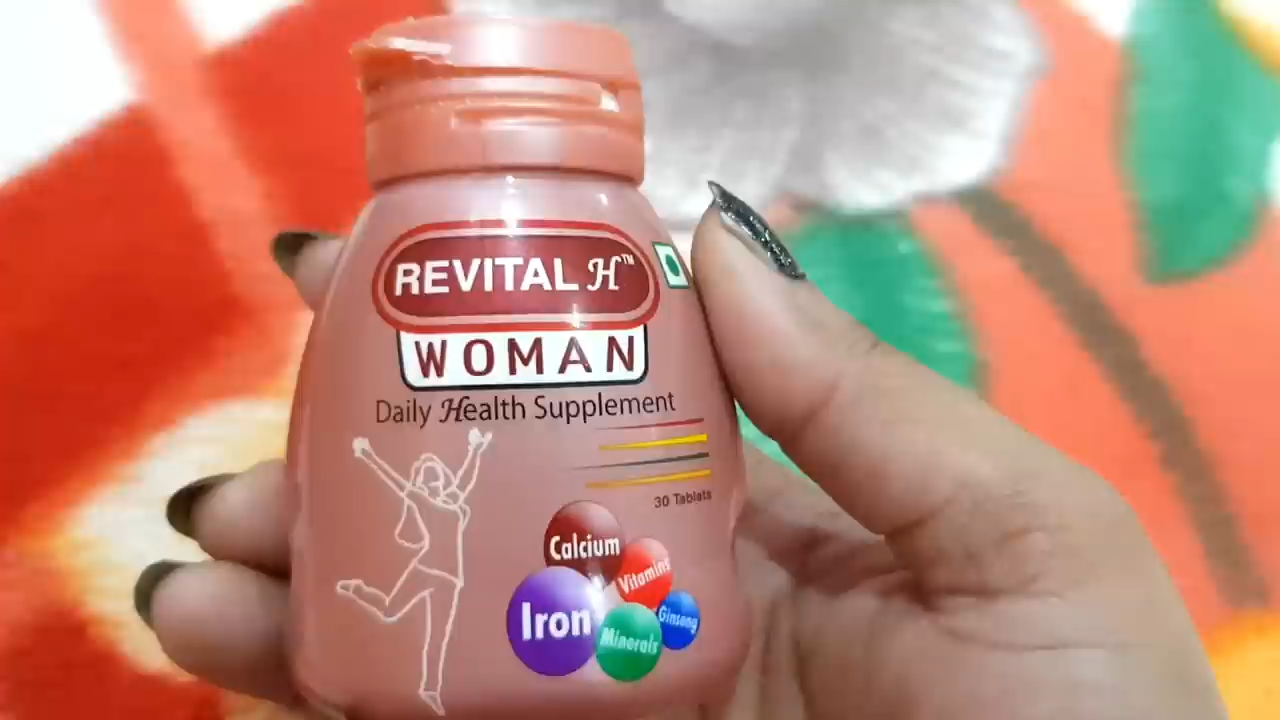 REVITAL H™
WOMAN
Daily Health Supplement
30 Tablets
Calcium
Vitamins
Iron
Ginseng
Minerals